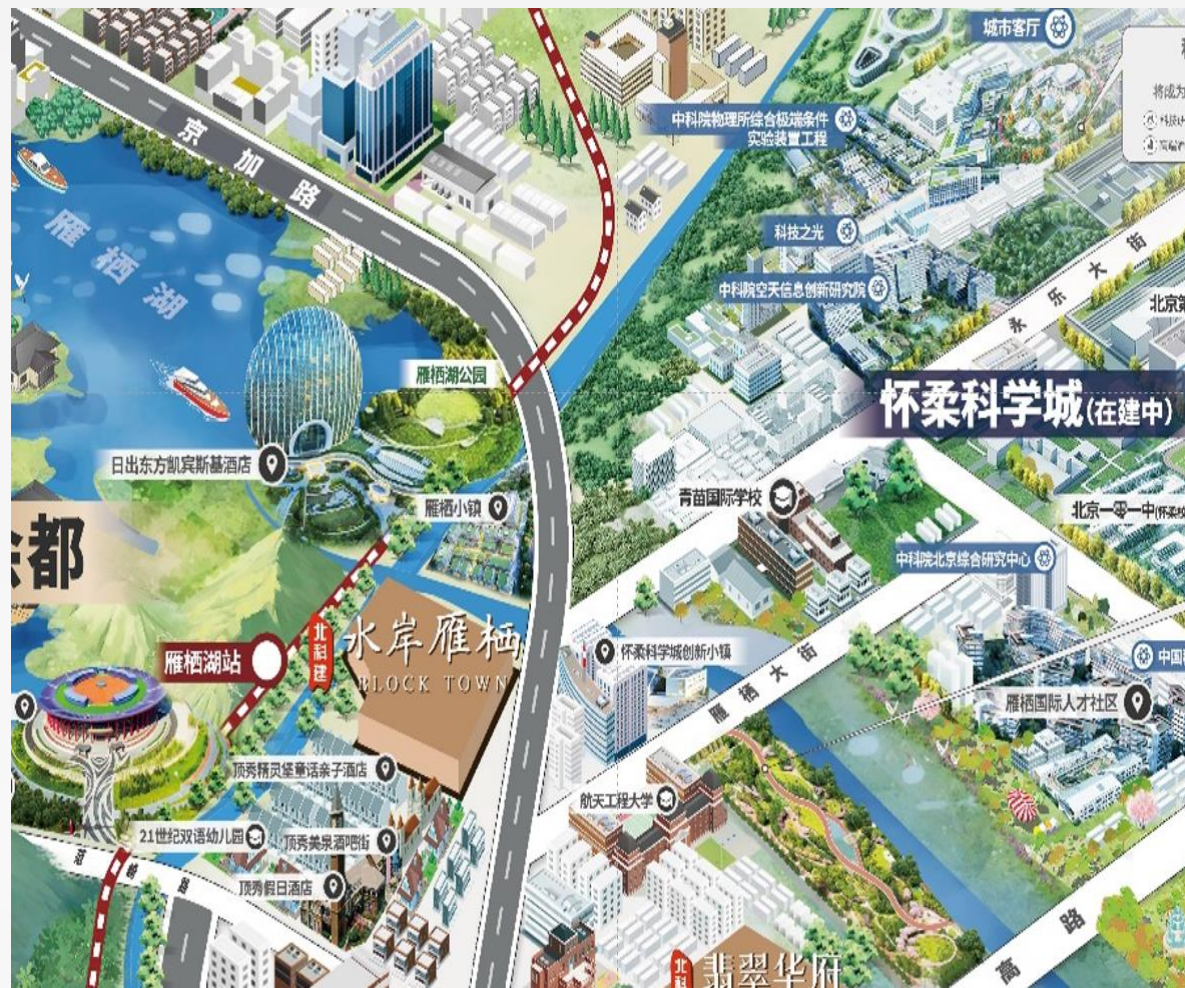 城市客厅
将成为
京加路
中科院物理所综合极端条件
实验装置工程
雁栖湖
科技之光
永乐大街
中科院空天信息创新研究院
雁栖湖公园
怀柔科学城(在建中)
日出东方凯宾斯基酒店
雁栖小镇
青苗国际学校
北京一零一中(怀柔校
都
中科院北京综合研究中心
北科建
水岸雁栖
BLOCK TOWN
雁栖湖站
怀柔科学城创新小镇
雁栖大街
雁栖国际人才社区
顶秀精灵堡童话亲子酒店
航天工程大学
21世纪双语幼儿园
顶秀美泉酒吧街
顶秀假日酒店
路
高
北科
翡翠华府